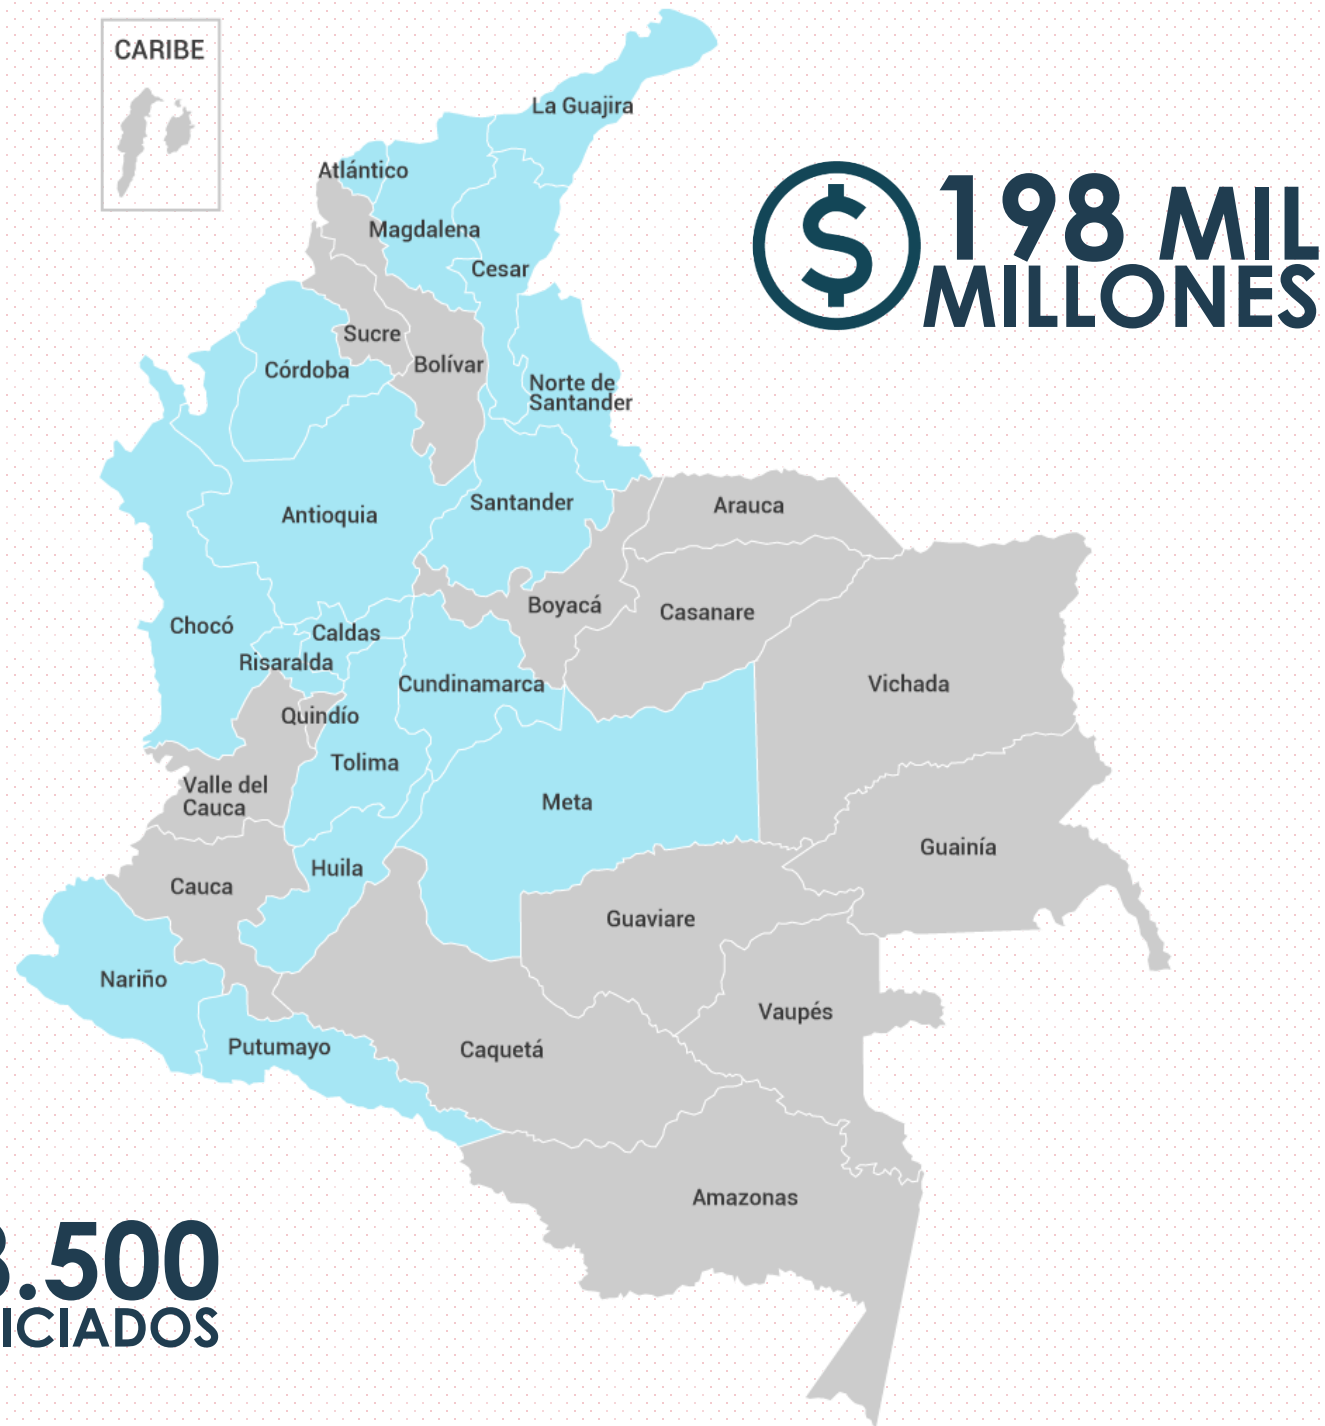 CARIBE
La Guajira
Atlántico
$ 198 MIL
MILLONES
Magdalena
Cesar
Sucre
Bolívar
Córdoba
Norte de
Santander
Antioquia
Santander
Arauca
Boyacá
Casanare
Chocó
Caldas
Risaralda
Cundinamarca
Vichada
Quindío
Tolima
Valle del
Cauca
Meta
Guainía
Huila
Cauca
Guaviare
Nariño
Vaupés
Putumayo
Caquetá
Amazonas
.500
ICIADOS